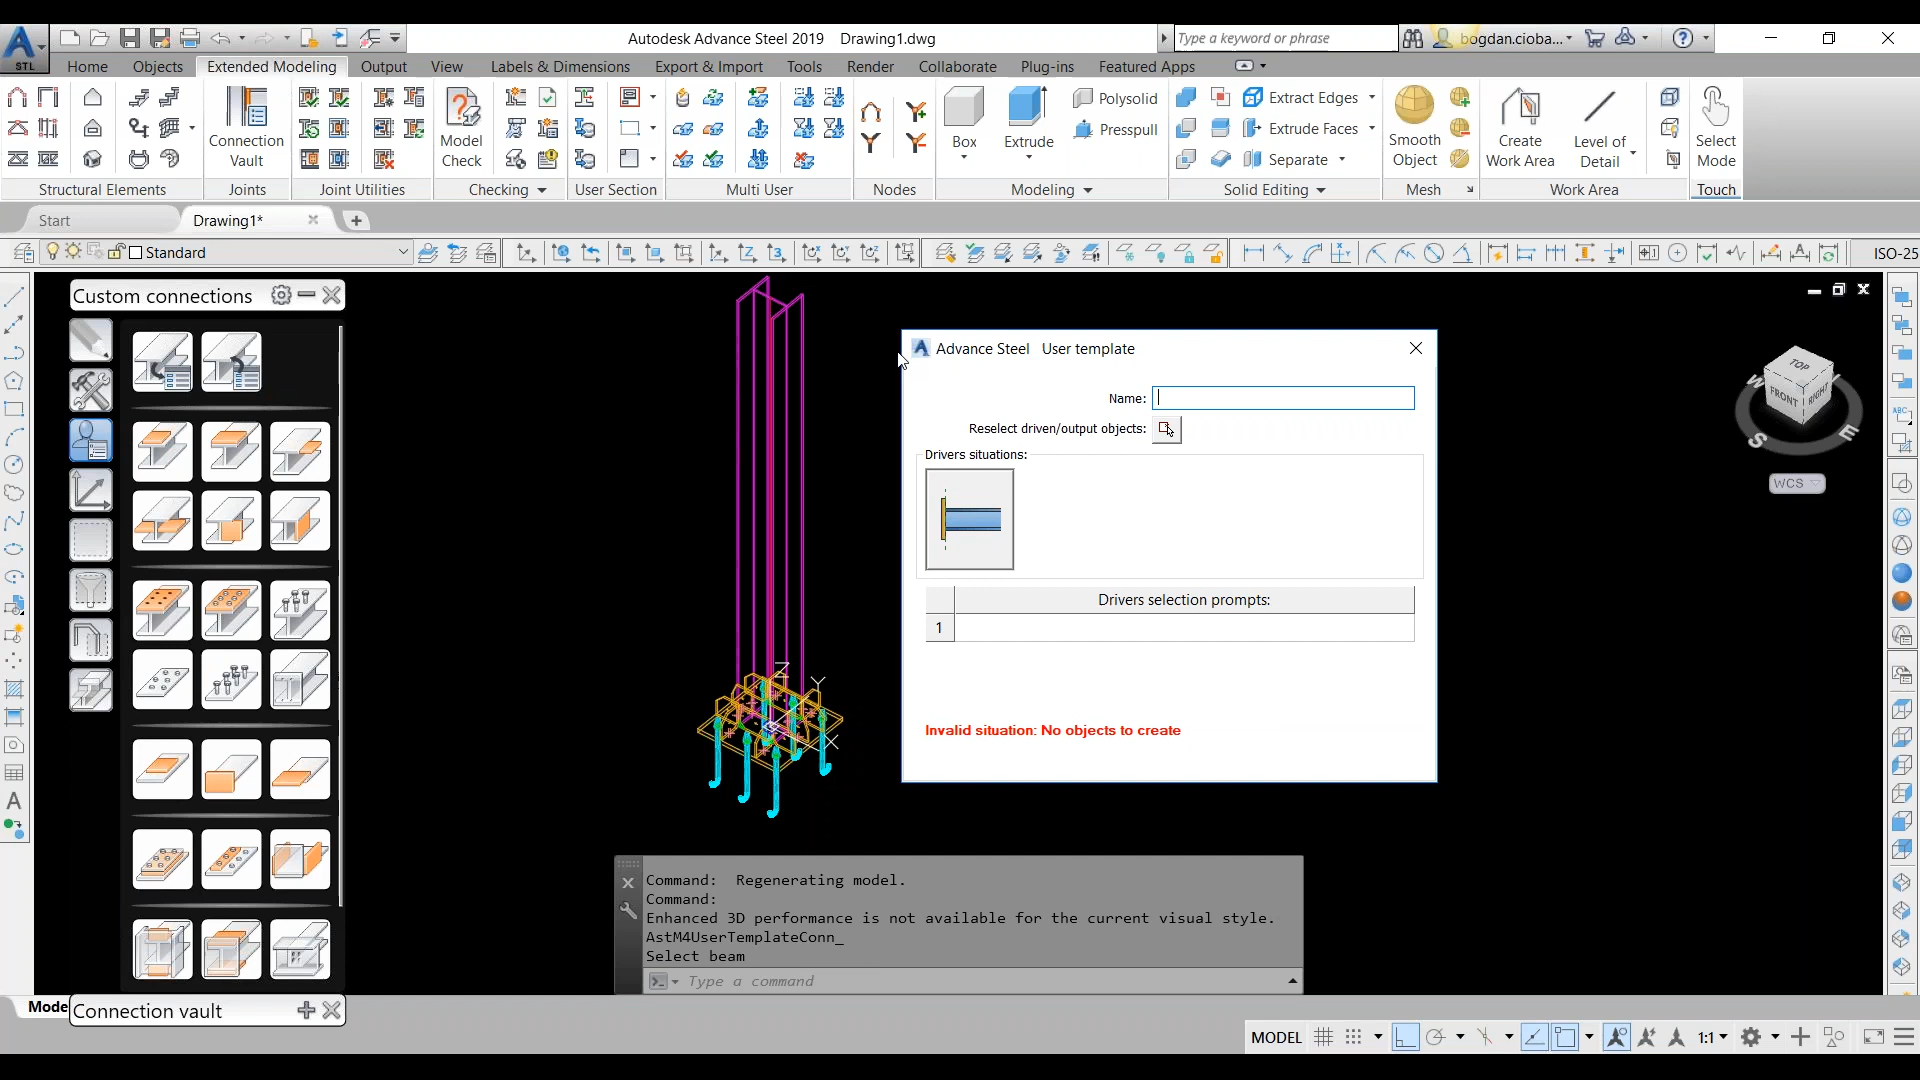 STL
Autodesk Advance Steel 2019 Drawing1.dwg
Type a keyword or phrase
bogdan.cioba...
Home Objects Extended Modeling Output View Labels & Dimensions Export & Import Tools Render Collaborate Plug-ins Featured Apps
Connection Vault
Model Check
Box
Extrude
Polysolid
Presspull
Extract Edges
Extrude Faces
Separate
Smooth Object
Create Work Area
Level of Detail
Select Mode
Structural Elements Joints Joint Utilities Checking User Section Multi User Nodes Modeling Solid Editing Mesh Work Area Touch
Start Drawing1*
Standard
ISO-25
Custom connections
Advance Steel User template
Name:
Reselect driven/output objects:
Drivers situations:
Drivers selection prompts:
1
Invalid situation: No objects to create
TOP
FRONT
RIGHT
W
S
E
WCS
Z
Y
X
Command: Regenerating model.
Command:
Enhanced 3D performance is not available for the current visual style.
AstM4UserTemplateConn_
Select beam
Type a command
Mode
Connection vault
MODEL
1:1